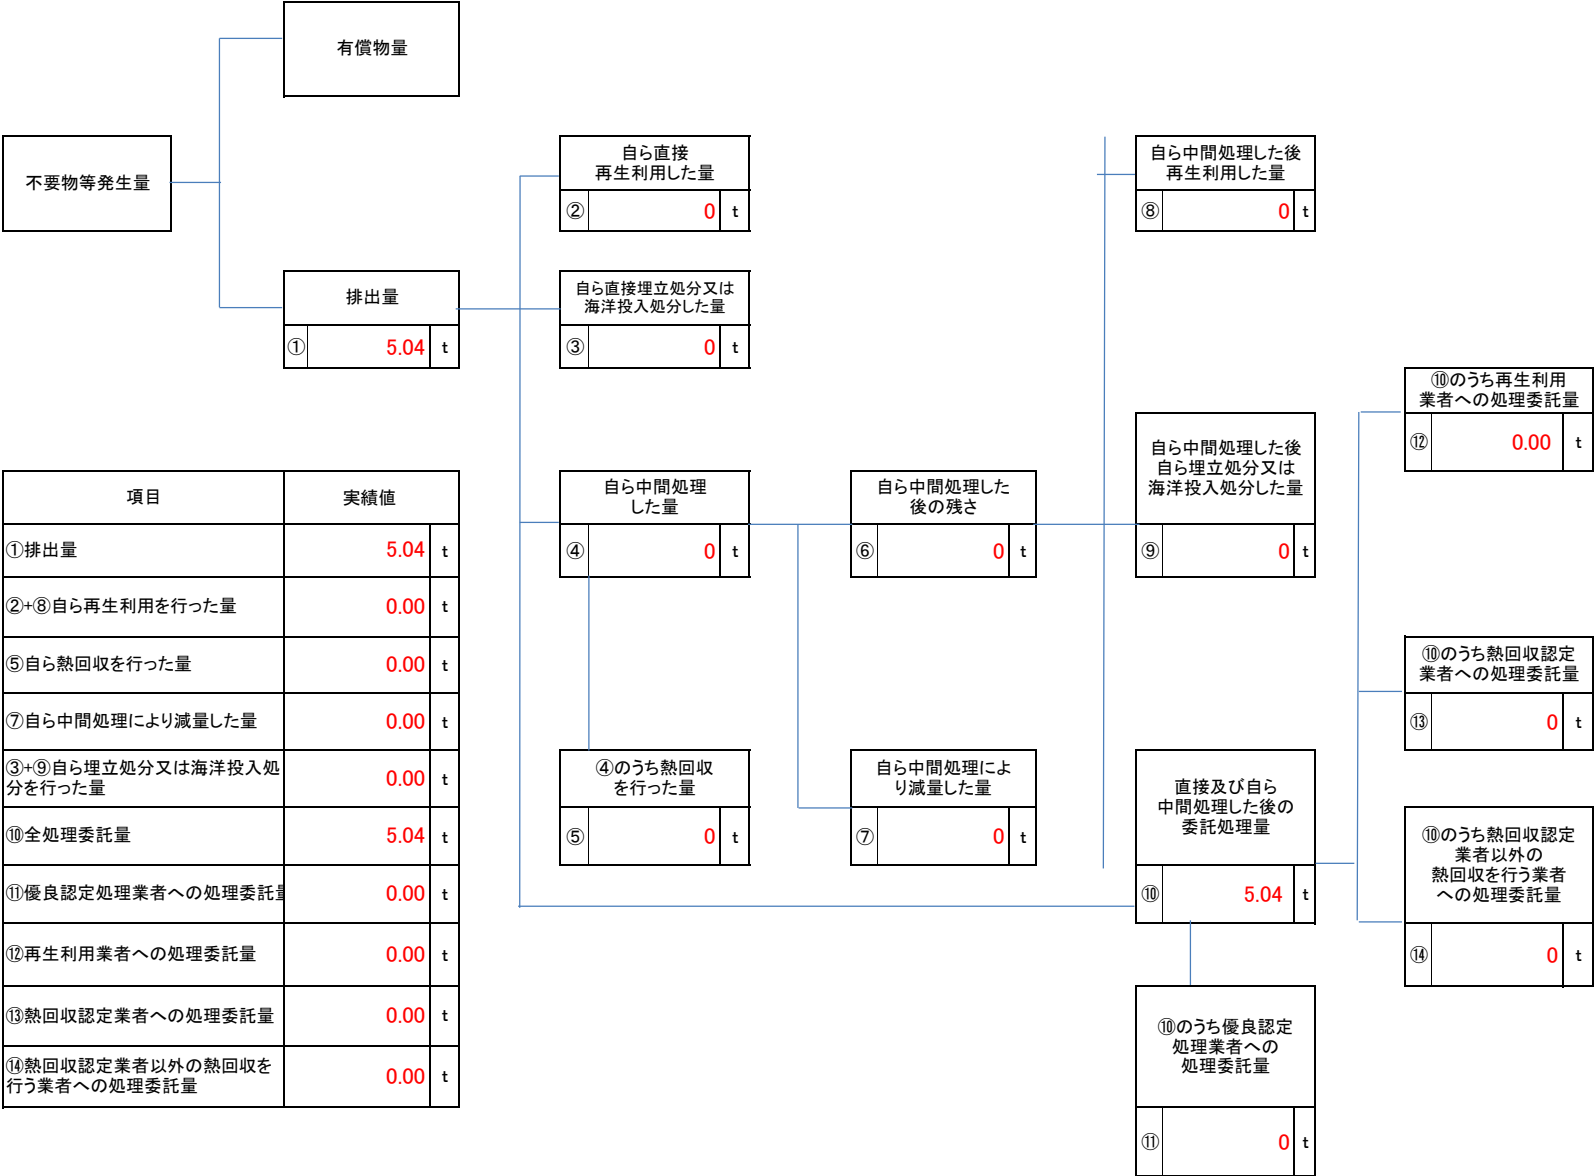 有償物量
不要物等発生量
排出量
① 5.04 t
自ら直接
再生利用した量
② 0 t
自ら直接埋立処分又は
海洋投入処分した量
③ 0 t
自ら中間処理
した量
④ 0 t
④のうち熱回収
を行った量
⑤ 0 t
自ら中間処理した
後の残さ
⑥ 0 t
自ら中間処理によ
り減量した量
⑦ 0 t
自ら中間処理した後
再生利用した量
⑧ 0 t
自ら中間処理した後
自ら埋立処分又は
海洋投入処分した量
⑨ 0 t
直接及び自ら
中間処理した後の
委託処理量
⑩ 5.04 t
⑩のうち優良認定
処理業者への
処理委託量
⑪ 0 t
⑩のうち再生利用
業者への処理委託量
⑫ 0.00 t
⑩のうち熱回収認定
業者への処理委託量
⑬ 0 t
⑩のうち熱回収認定
業者以外の
熱回収を行う業者
への処理委託量
⑭ 0 t
項目 実績値
①排出量 5.04 t
②+⑧自ら再生利用を行った量 0.00 t
⑤自ら熱回収を行った量 0.00 t
⑦自ら中間処理により減量した量 0.00 t
③+⑨自ら埋立処分又は海洋投入処
分を行った量 0.00 t
⑩全処理委託量 5.04 t
⑪優良認定処理業者への処理委託量 0.00 t
⑫再生利用業者への処理委託量 0.00 t
⑬熱回収認定業者への処理委託量 0.00 t
⑭熱回収認定業者以外の熱回収を
行う業者への処理委託量 0.00 t